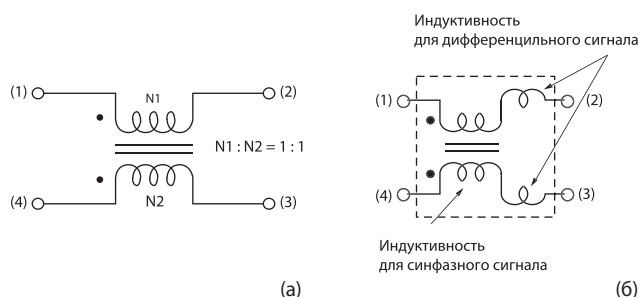 Индуктивность
для дифференцильного сигнала
(1)
N1
(2)
N1 : N2 = 1 : 1
(4)
N2
(3)
(1)
(2)
(4)
(3)
Индуктивность
для синфазного сигнала
(а)
(б)